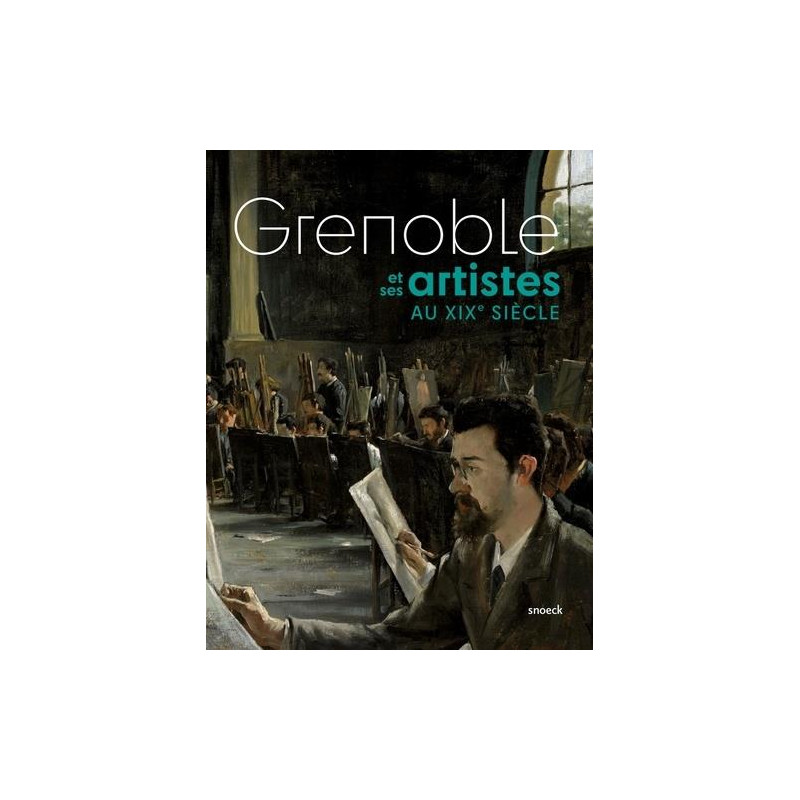 Grenoble
et ses artistes
AU XIXe SIÈCLE
snoeck